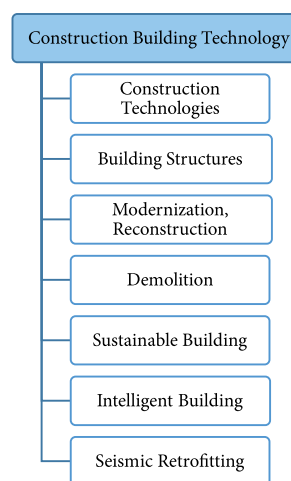 Construction Building Technology
Construction
Technologies
Building Structures
Modernization,
Reconstruction
Demolition
Sustainable Building
Intelligent Building
Seismic Retrofitting